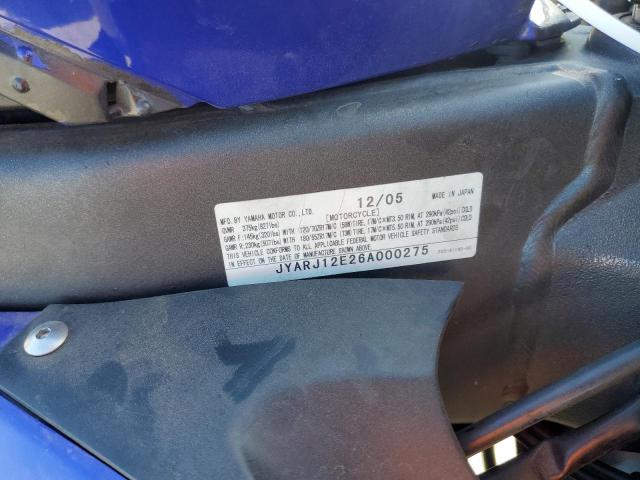 12/05
MFD. BY YAMAHA MOTOR CO.,LTD. [MOTORCYCLE] MADE IN JAPAN
GVWR 375kg(827lbs)
GAWR F:145kg(320lbs) WITH 120/70ZR17M/C (58W)TIRE, 17M/C×MT3.50 RIM, AT 290kPa(42psi) COLD
GAWR R:230kg(507lbs) WITH 180/55ZR17M/C (73W)TIRE, 17M/C×MT5.50 RIM, AT 290kPa(42psi) COLD
THIS VEHICLE CONFORMS TO ALL APPLICABLE FEDERAL MOTOR VEHICLE SAFETY STANDARDS
IN EFFECT ON THE DATE OF MANUFACTURE SHOWN ABOVE.
JYARJ12E26A000275